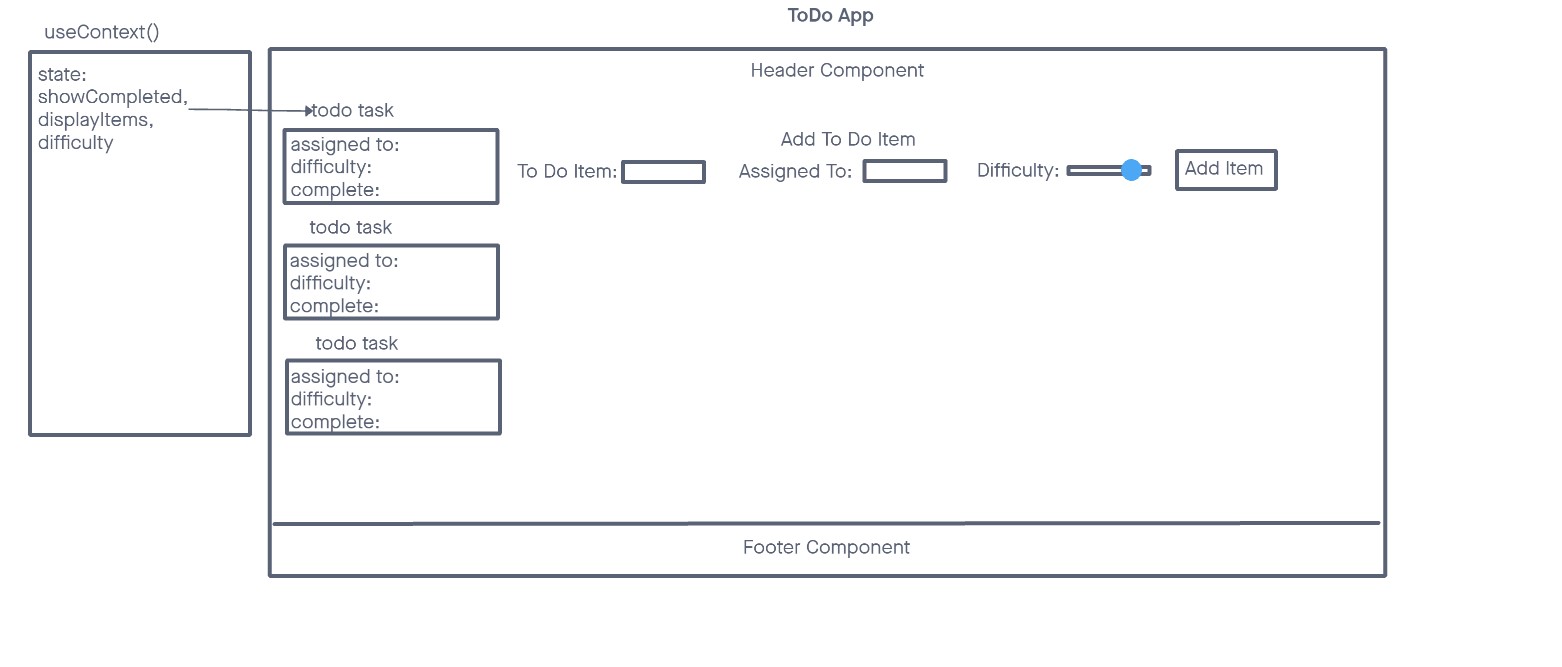 ToDo App
useContext()
state:
showCompleted,
displayItems,
difficulty
Header Component
todo task
assigned to:
difficulty:
complete:
Add To Do Item
To Do Item:
Assigned To:
Difficulty:
Add Item
todo task
assigned to:
difficulty:
complete:
todo task
assigned to:
difficulty:
complete:
Footer Component